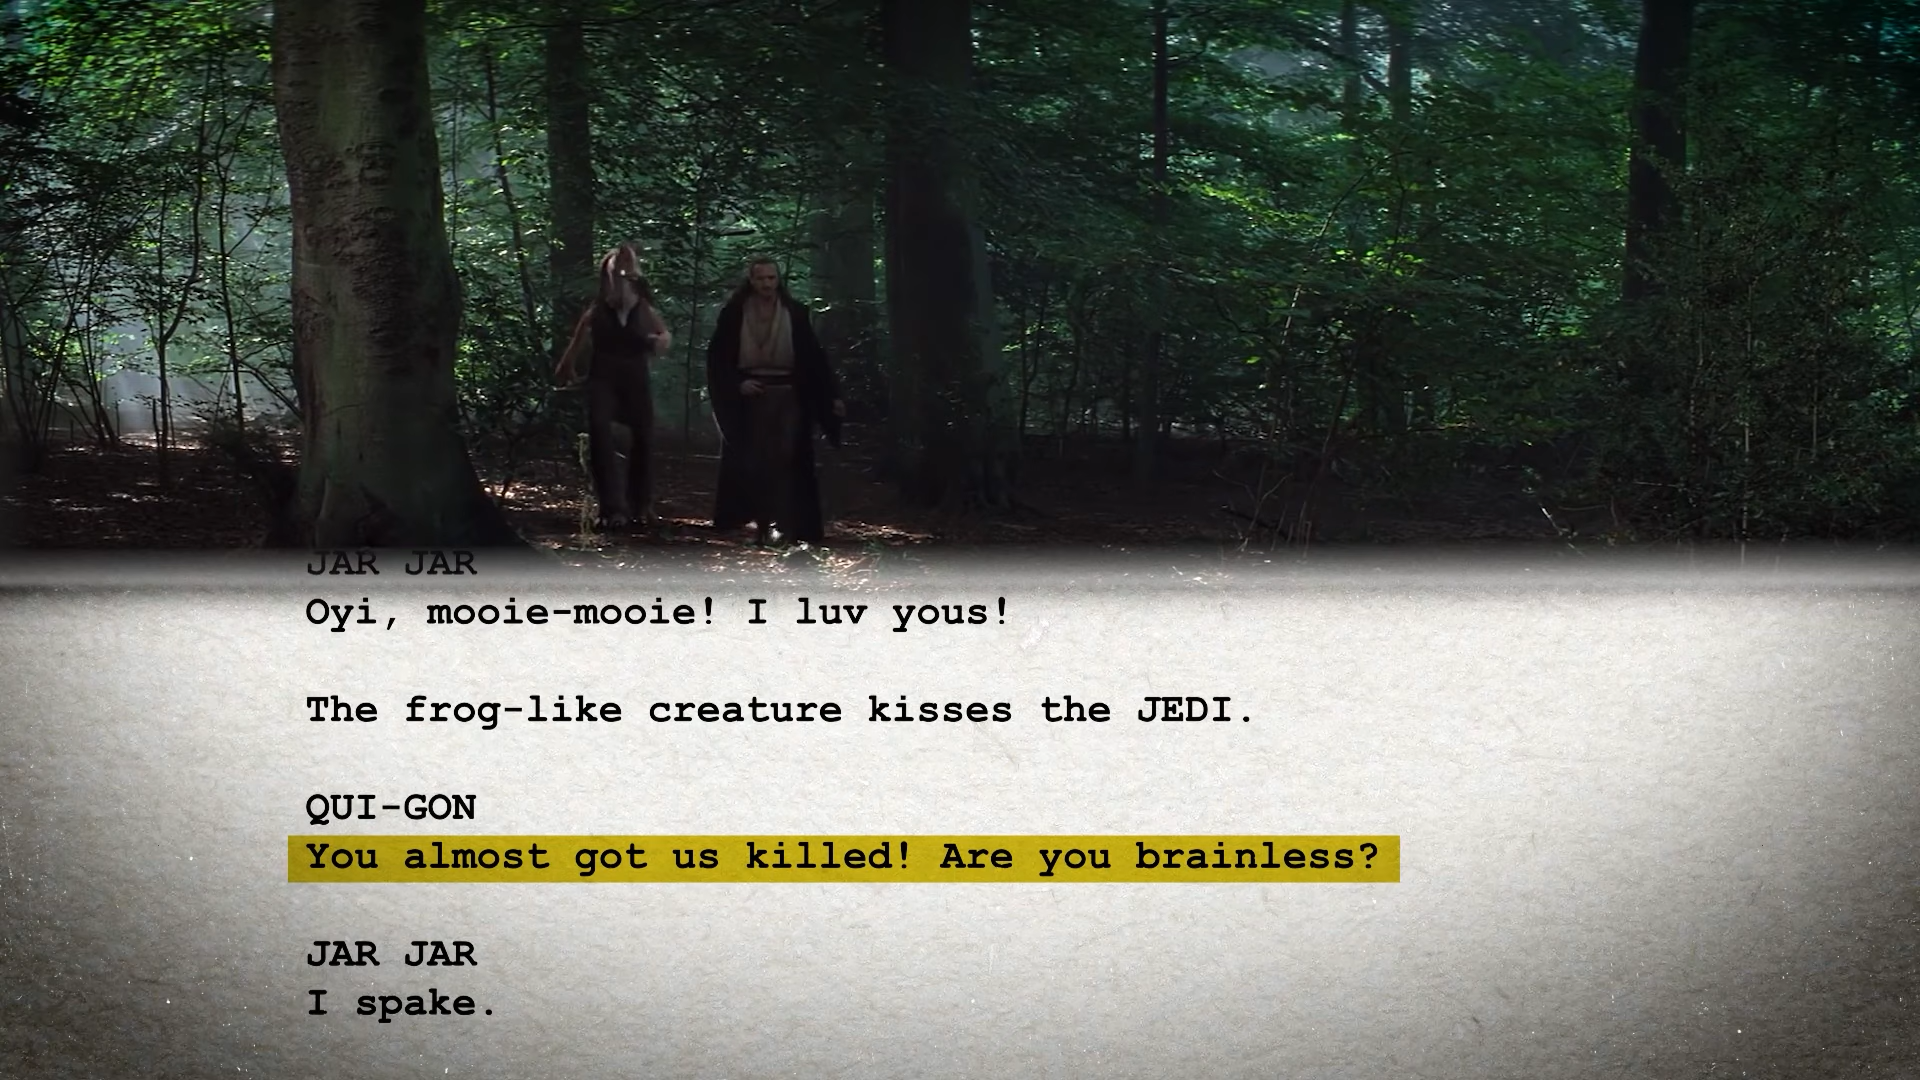 JAR JAR
Oyi, mooie-mooie! I luv yous!
The frog-like creature kisses the JEDI.
QUI-GON
You almost got us killed! Are you brainless?
JAR JAR
I spake.